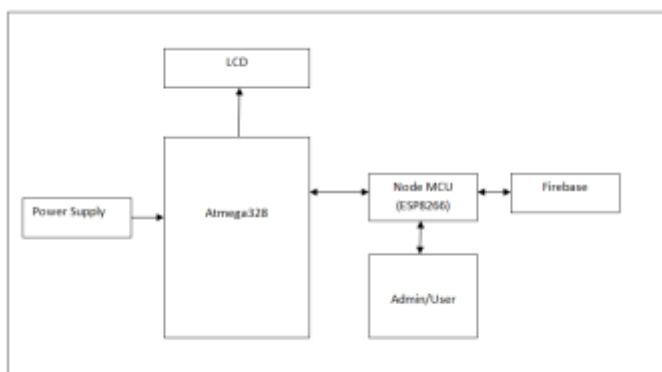 LCD
Power Supply
Atmega328
Node MCU
(ESP8266)
Firebase
Admin/User